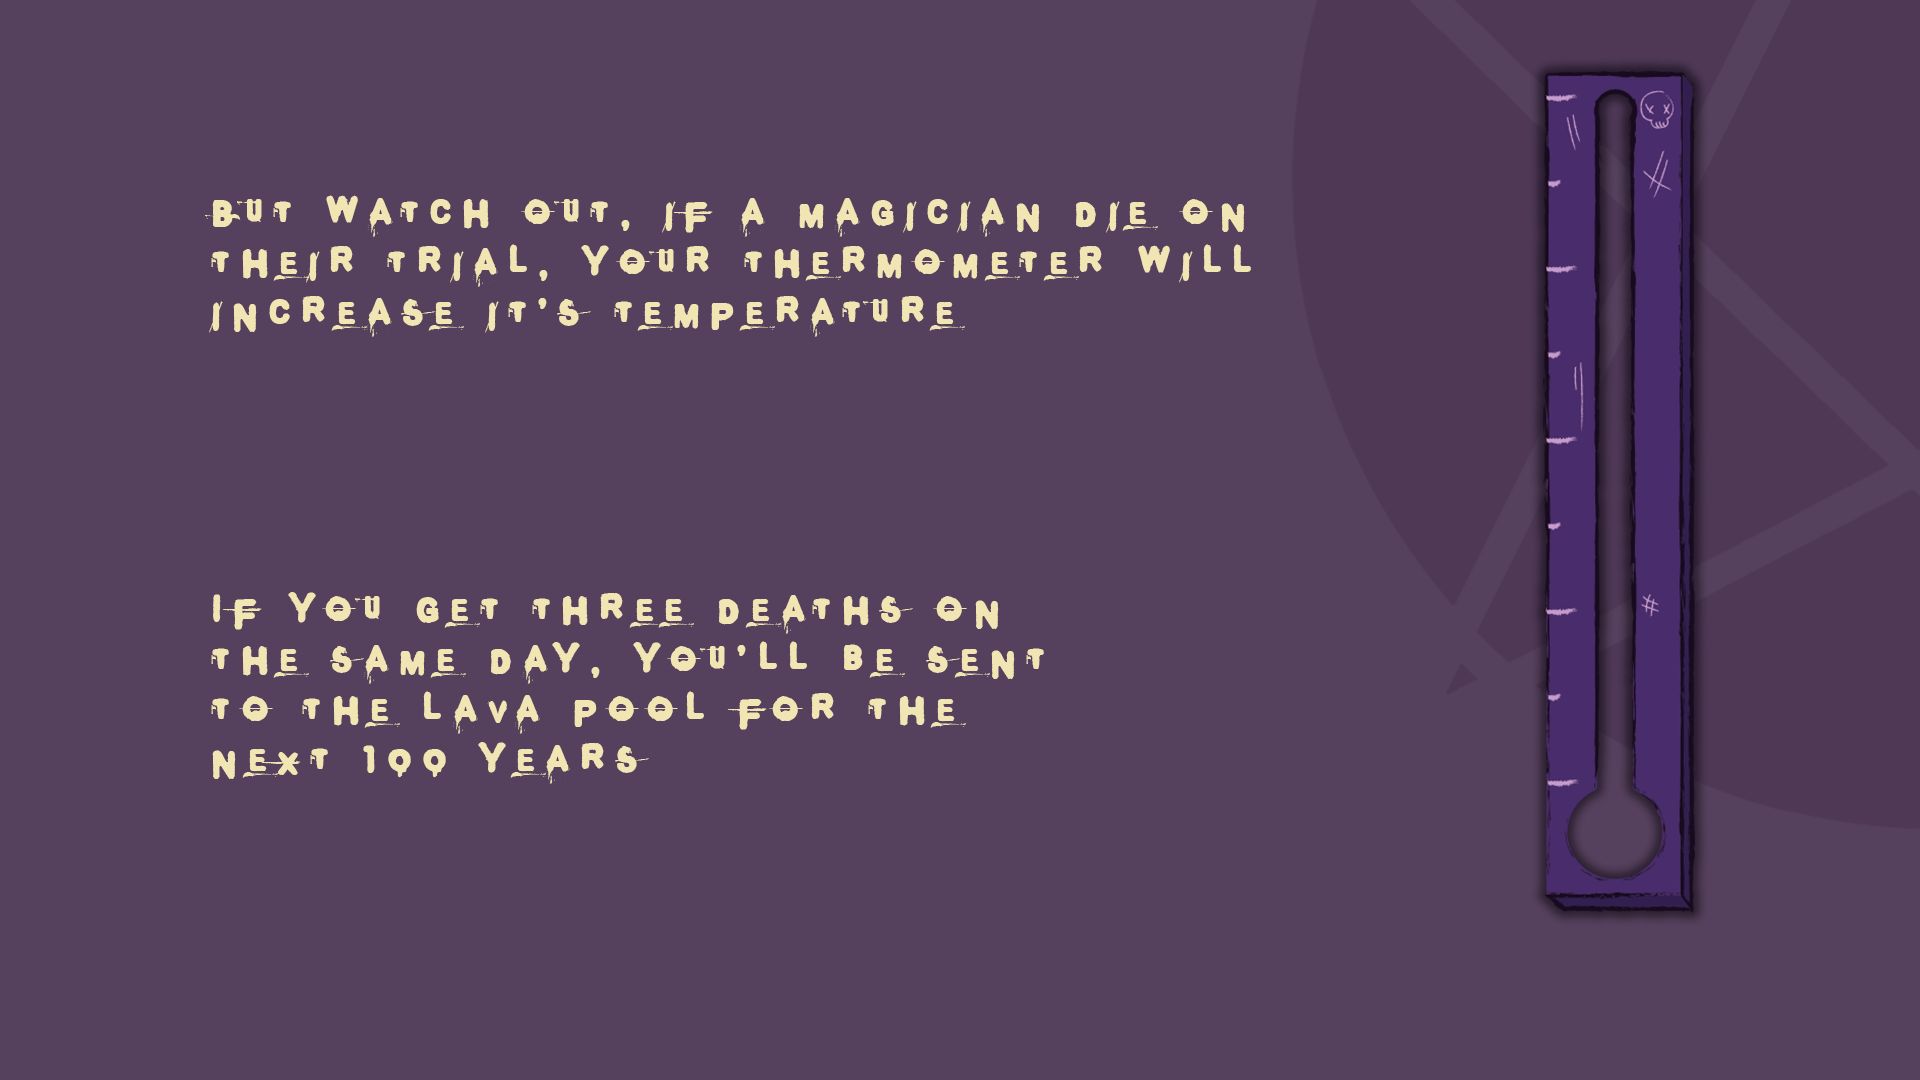 BUT WATCH OUT, IF A MAGICIAN DIE ON
THEIR TRIAL, YOUR THERMOMETER WILL
INCREASE IT'S TEMPERATURE
IF YOU GET THREE DEATHS ON
THE SAME DAY, YOU'LL BE SENT
TO THE LAVA POOL FOR THE
NEXT 100 YEARS